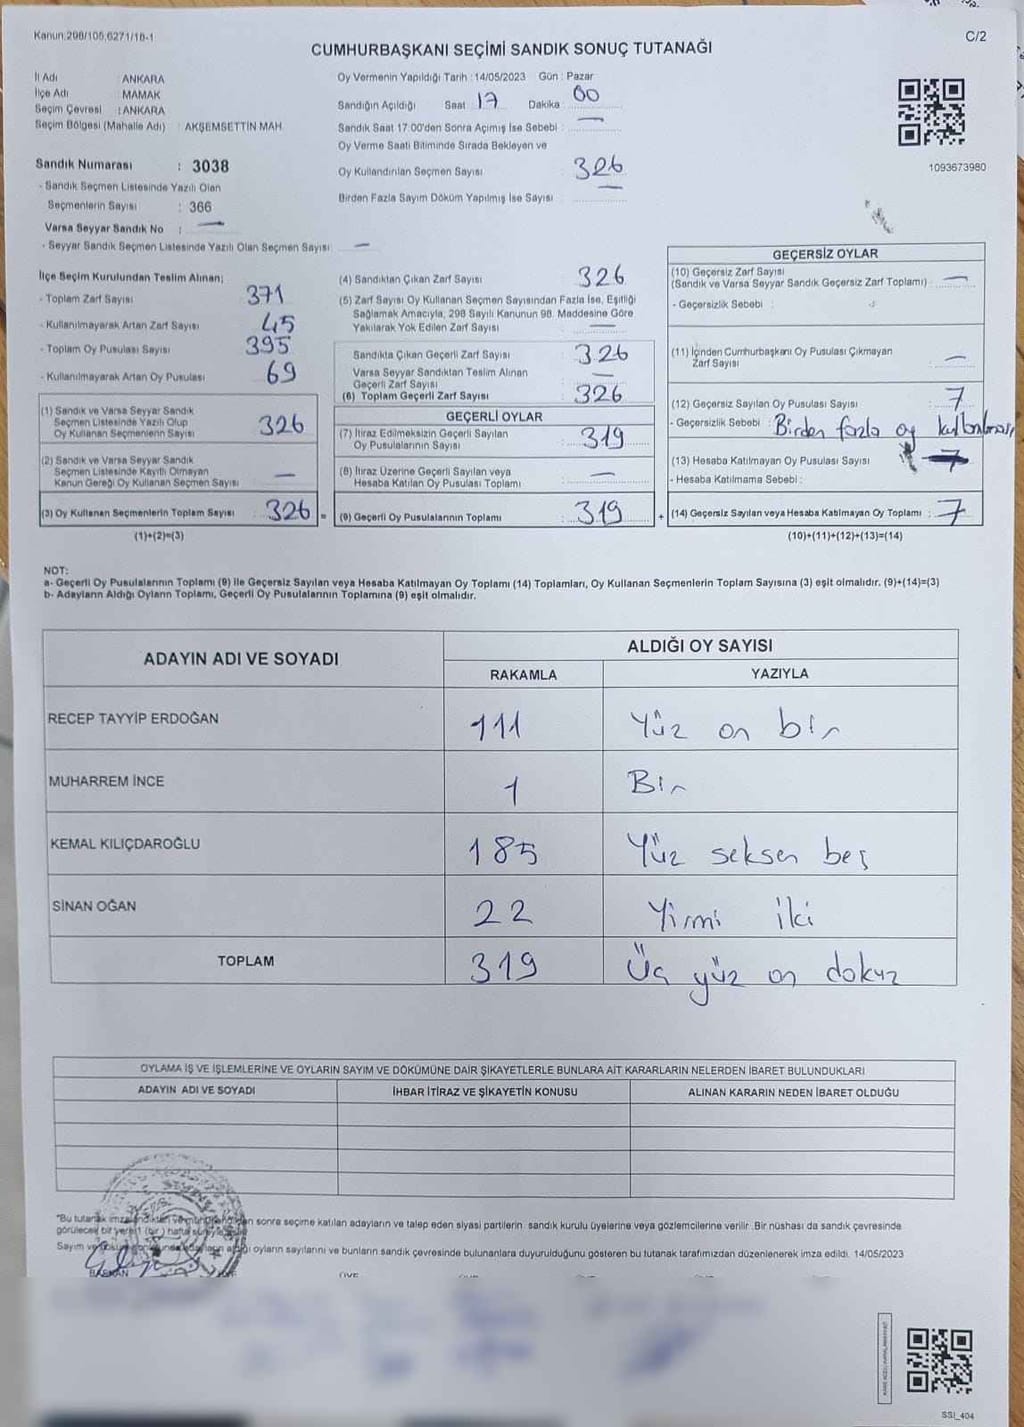 Kanun:298/105,6271/18-1
C/2
CUMHURBAŞKANI SEÇİMİ SANDIK SONUÇ TUTANAĞI
İl Adı : ANKARA
İlçe Adı : MAMAK
Seçim Çevresi : ANKARA
Seçim Bölgesi (Mahalle Adı) : AKŞEMSETTİN MAH.
Sandık Numarası : 3038
- Sandık Seçmen Listesinde Yazılı Olan
Seçmenlerin Sayısı : 366
Varsa Seyyar Sandık No : —
- Seyyar Sandık Seçmen Listesinde Yazılı Olan Seçmen Sayısı : —
Oy Vermenin Yapıldığı Tarih : 14/05/2023 Gün : Pazar
Sandığın Açıldığı Saat 17 Dakika : 00
Sandık Saat 17:00'den Sonra Açımış İse Sebebi : —
Oy Verme Saati Bitiminde Sırada Bekleyen ve
Oy Kullandırılan Seçmen Sayısı : 326
Birden Fazla Sayım Döküm Yapılmış İse Sayısı : —
1093673980
İlçe Seçim Kurulundan Teslim Alınan;
- Toplam Zarf Sayısı 371
- Kullanılmayarak Artan Zarf Sayısı 45
- Toplam Oy Pusulası Sayısı 395
- Kullanılmayarak Artan Oy Pusulası 69
(1) Sandık ve Varsa Seyyar Sandık
Seçmen Listesinde Yazılı Olup
Oy Kullanan Seçmenlerin Sayısı 326
(2) Sandık ve Varsa Seyyar Sandık
Seçmen Listesinde Kayıtlı Olmayan
Kanun Gereği Oy Kullanan Seçmen Sayısı —
(3) Oy Kullanan Seçmenlerin Toplam Sayısı 326 =
(1)+(2)=(3)
(4) Sandıktan Çıkan Zarf Sayısı 326
(5) Zarf Sayısı Oy Kullanan Seçmen Sayısından Fazla İse, Eşitliği
Sağlamak Amacıyla, 298 Sayılı Kanunun 98. Maddesine Göre
Yakılarak Yok Edilen Zarf Sayısı —
Sandıkta Çıkan Geçerli Zarf Sayısı : 326
Varsa Seyyar Sandıktan Teslim Alınan
Geçerli Zarf Sayısı —
(6) Toplam Geçerli Zarf Sayısı : 326
GEÇERLİ OYLAR
(7) İtiraz Edilmeksizin Geçerli Sayılan
Oy Pusulalarının Sayısı : 319
(8) İtiraz Üzerine Geçerli Sayılan veya
Hesaba Katılan Oy Pusulası Toplamı —
(9) Geçerli Oy Pusulalarının Toplamı : 319 +
GEÇERSİZ OYLAR
(10) Geçersiz Zarf Sayısı
(Sandık ve Varsa Seyyar Sandık Geçersiz Zarf Toplamı) : —
- Geçersizlik Sebebi :
(11) İçinden Cumhurbaşkanı Oy Pusulası Çıkmayan
Zarf Sayısı : —
(12) Geçersiz Sayılan Oy Pusulası Sayısı : 7
- Geçersizlik Sebebi : Birden fazla oy kullanılması
(13) Hesaba Katılmayan Oy Pusulası Sayısı
- Hesaba Katılmama Sebebi :
(14) Geçersiz Sayılan veya Hesaba Katılmayan Oy Toplamı : 7
(10)+(11)+(12)+(13)=(14)
NOT:
a- Geçerli Oy Pusulalarının Toplamı (9) ile Geçersiz Sayılan veya Hesaba Katılmayan Oy Toplamı (14) Toplamları, Oy Kullanan Seçmenlerin Toplam Sayısına (3) eşit olmalıdır. (9)+(14)=(3)
b- Adayların Aldığı Oyların Toplamı, Geçerli Oy Pusulalarının Toplamına (9) eşit olmalıdır.
ADAYIN ADI VE SOYADI
ALDIĞI OY SAYISI
RAKAMLA YAZIYLA
RECEP TAYYİP ERDOĞAN 111 Yüz on bir
MUHARREM İNCE 1 Bir
KEMAL KILIÇDAROĞLU 185 Yüz seksen beş
SİNAN OĞAN 22 Yirmi iki
TOPLAM 319 Üç yüz on dokuz
OYLAMA İŞ VE İŞLEMLERİNE VE OYLARIN SAYIM VE DÖKÜMÜNE DAİR ŞİKAYETLERLE BUNLARA AİT KARARLARIN NELERDEN İBARET BULUNDUKLARI
ADAYIN ADI VE SOYADI İHBAR İTİRAZ VE ŞİKAYETİN KONUSU ALINAN KARARIN NEDEN İBARET OLDUĞU
"Bu tutanak sonra seçime katılan adayların ve talep eden siyasi partilerin sandık kurulu üyelerine veya gözlemcilerine verilir. Bir nüshası da sandık çevresinde
görülecek bir yere
Sayım ve oyların sayılarını ve bunların sandık çevresinde bulunanlara duyurulduğunu gösteren bu tutanak tarafımızdan düzenlenerek imza edildi. 14/05/2023
BAŞKAN
SSI_404